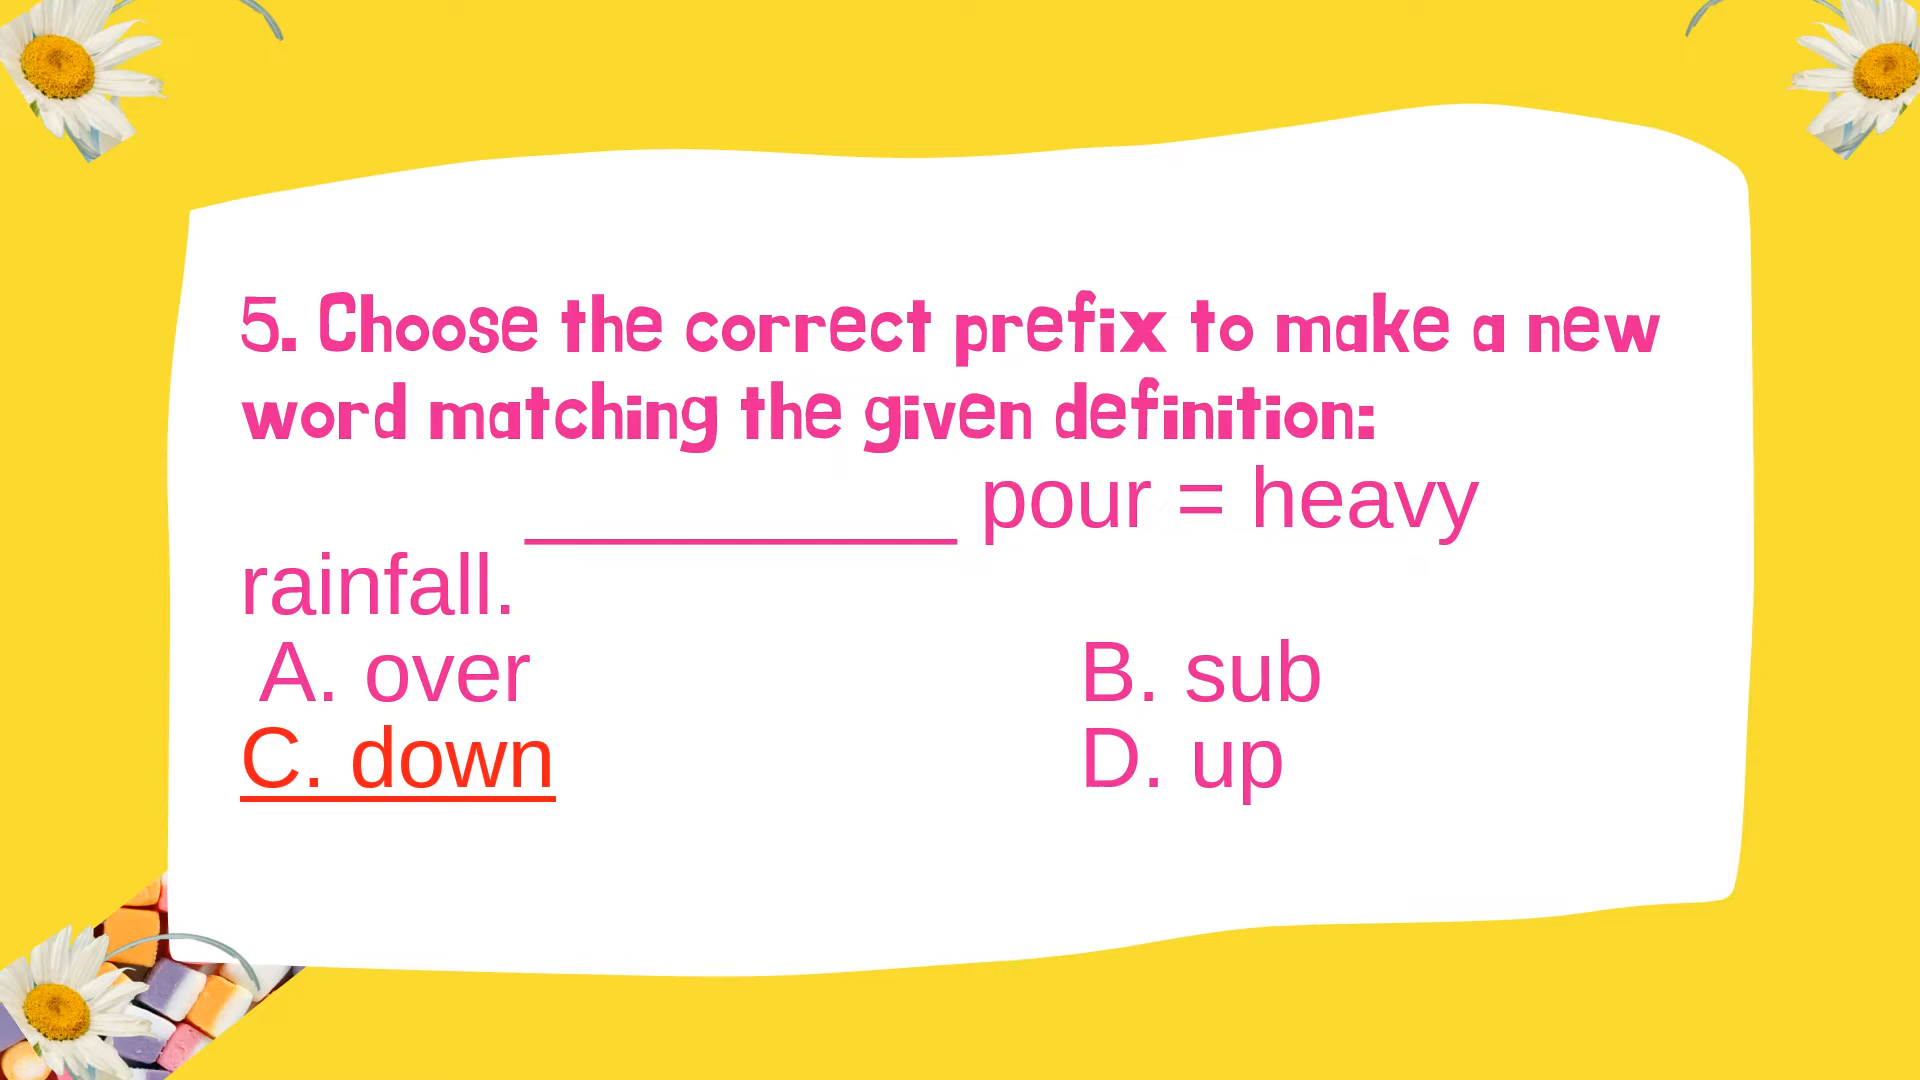 5. Choose the correct prefix to make a new
word matching the given definition:
__________ pour = heavy
rainfall.
A. over B. sub
C. down D. up